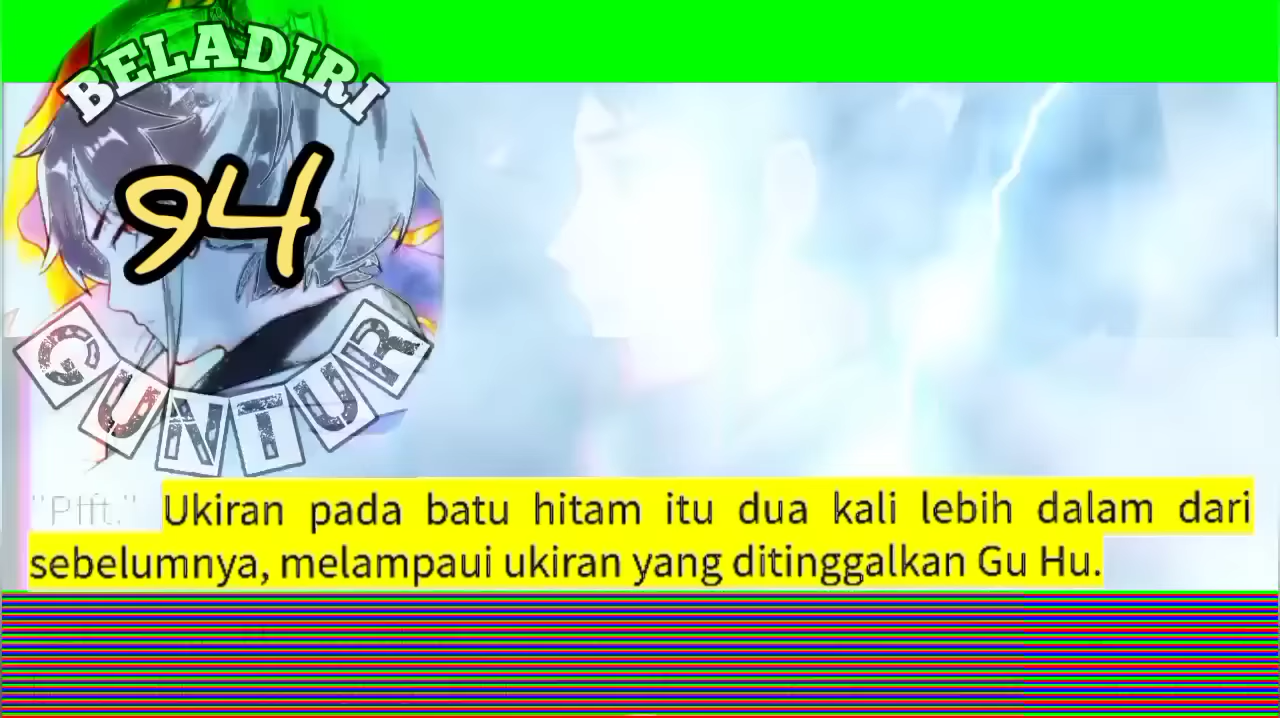 BELADIRI
94
GUNTUR
"Pfft." Ukiran pada batu hitam itu dua kali lebih dalam dari
sebelumnya, melampaui ukiran yang ditinggalkan Gu Hu.